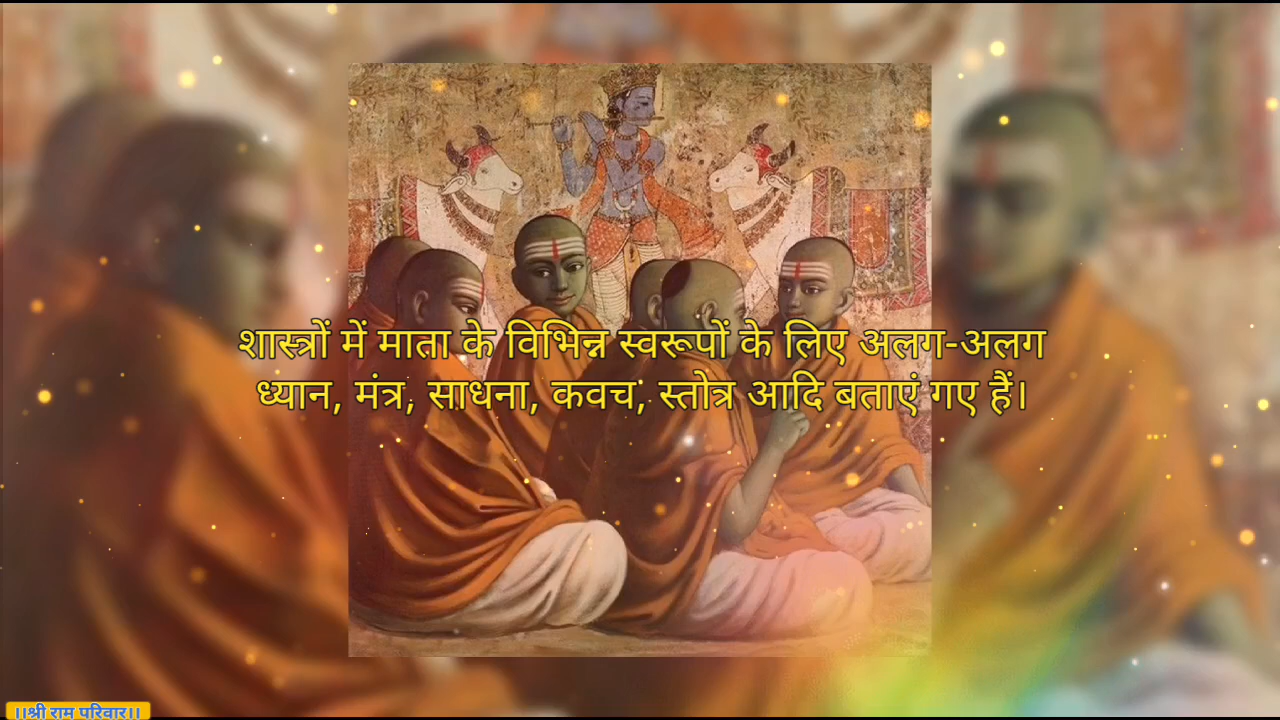 शास्त्रों में माता के विभिन्न स्वरूपों के लिए अलग-अलग
ध्यान, मंत्र, साधना, कवच, स्तोत्र आदि बताएं गए हैं।
।।श्री राम परिवार।।